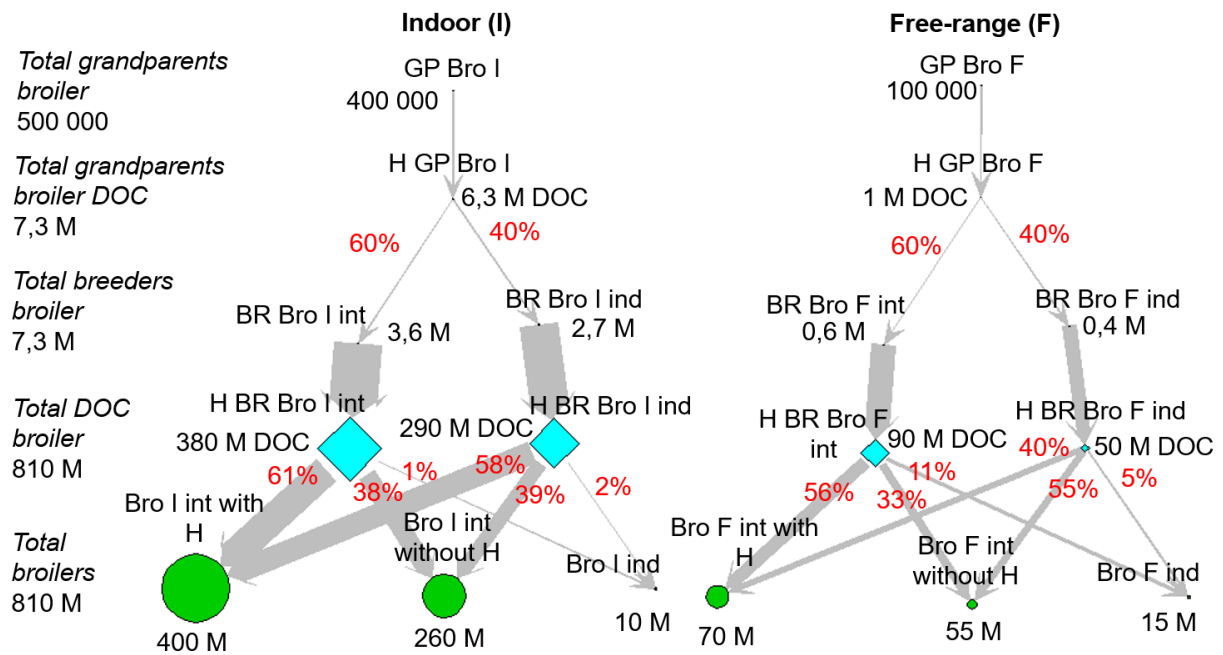 Indoor (I)
Free-range (F)
Total grandparents
broiler
500 000
GP Bro I
400 000
GP Bro F
100 000
Total grandparents
broiler DOC
7,3 M
H GP Bro I
6,3 M DOC
60%
40%
H GP Bro F
1 M DOC
60%
40%
Total breeders
broiler
7,3 M
BR Bro I int
3,6 M
BR Bro I ind
2,7 M
BR Bro F int
0,6 M
BR Bro F ind
0,4 M
Total DOC
broiler
810 M
H BR Bro I int
380 M DOC
61%
38%
1%
H BR Bro I ind
290 M DOC
58%
39%
2%
H BR Bro F
int
90 M DOC
56%
33%
11%
H BR Bro F ind
50 M DOC
40%
55%
5%
Total
broilers
810 M
Bro I int with
H
400 M
Bro I int
without H
260 M
Bro I ind
10 M
Bro F int with
H
70 M
Bro F int
without H
55 M
Bro F ind
15 M